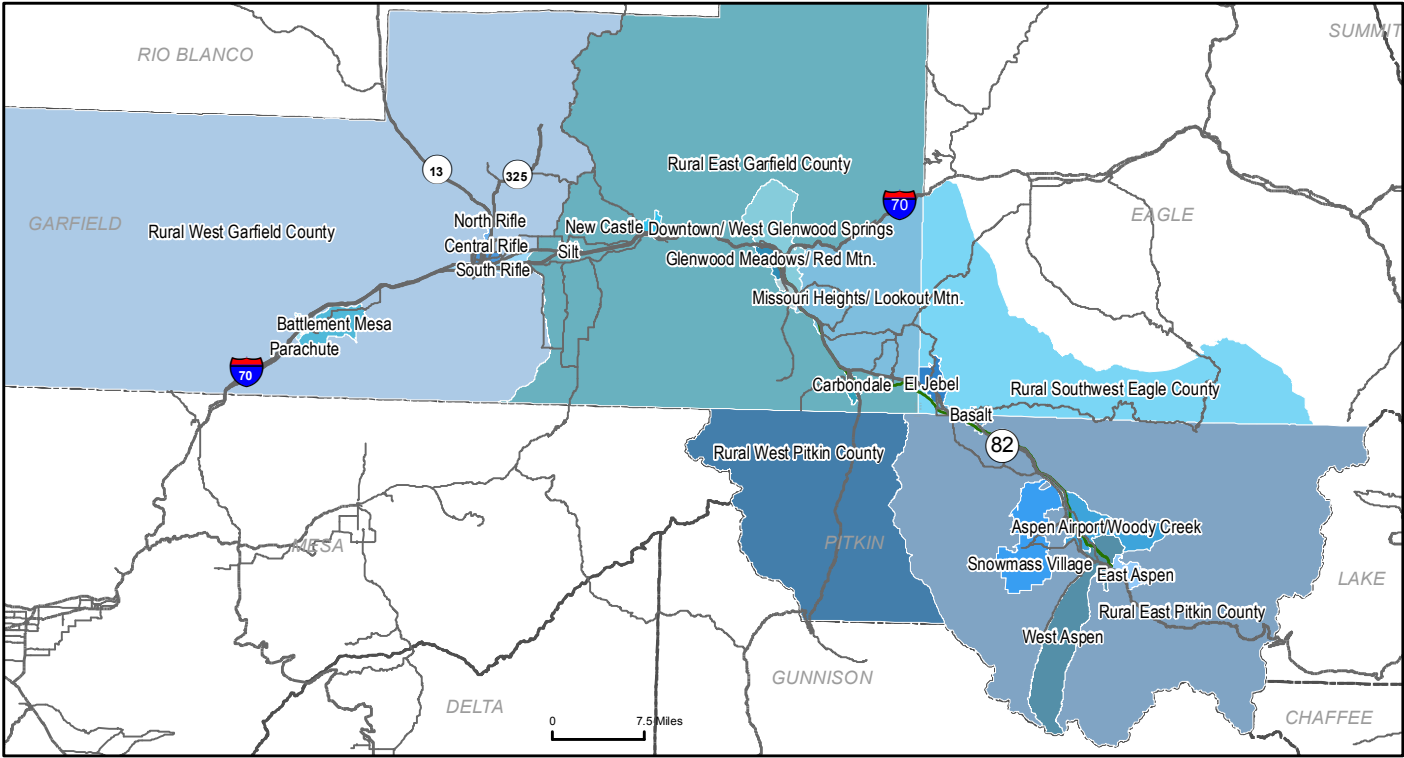 SUMMIT
RIO BLANCO
Rural East Garfield County
13
325
70
EAGLE
GARFIELD
Rural West Garfield County
North Rifle
New Castle
Downtown/ West Glenwood Springs
Central Rifle
Silt
Glenwood Meadows/ Red Mtn.
South Rifle
Missouri Heights/ Lookout Mtn.
Battlement Mesa
Parachute
70
Carbondale
El Jebel
Rural Southwest Eagle County
Basalt
82
Rural West Pitkin County
Aspen Airport/Woody Creek
MESA
PITKIN
Snowmass Village
East Aspen
LAKE
Rural East Pitkin County
West Aspen
GUNNISON
DELTA
CHAFFEE
0 7.5 Miles